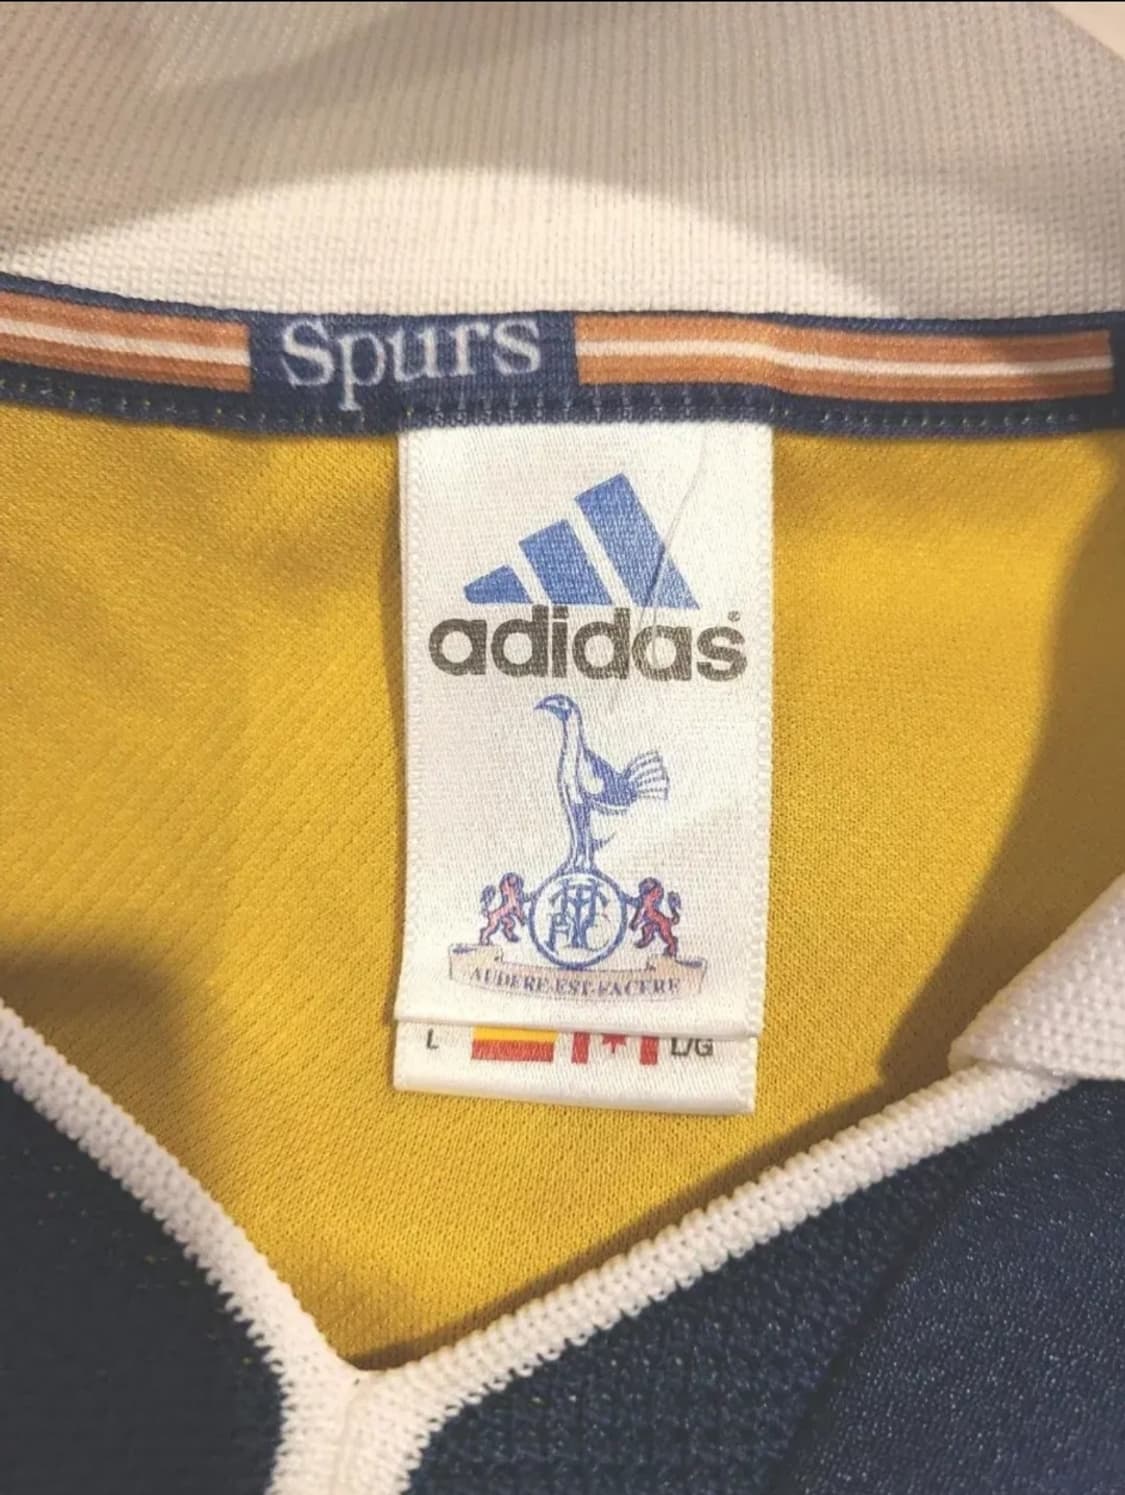 Spurs
adidas®
AUDERE·EST·FACERE
L L/G